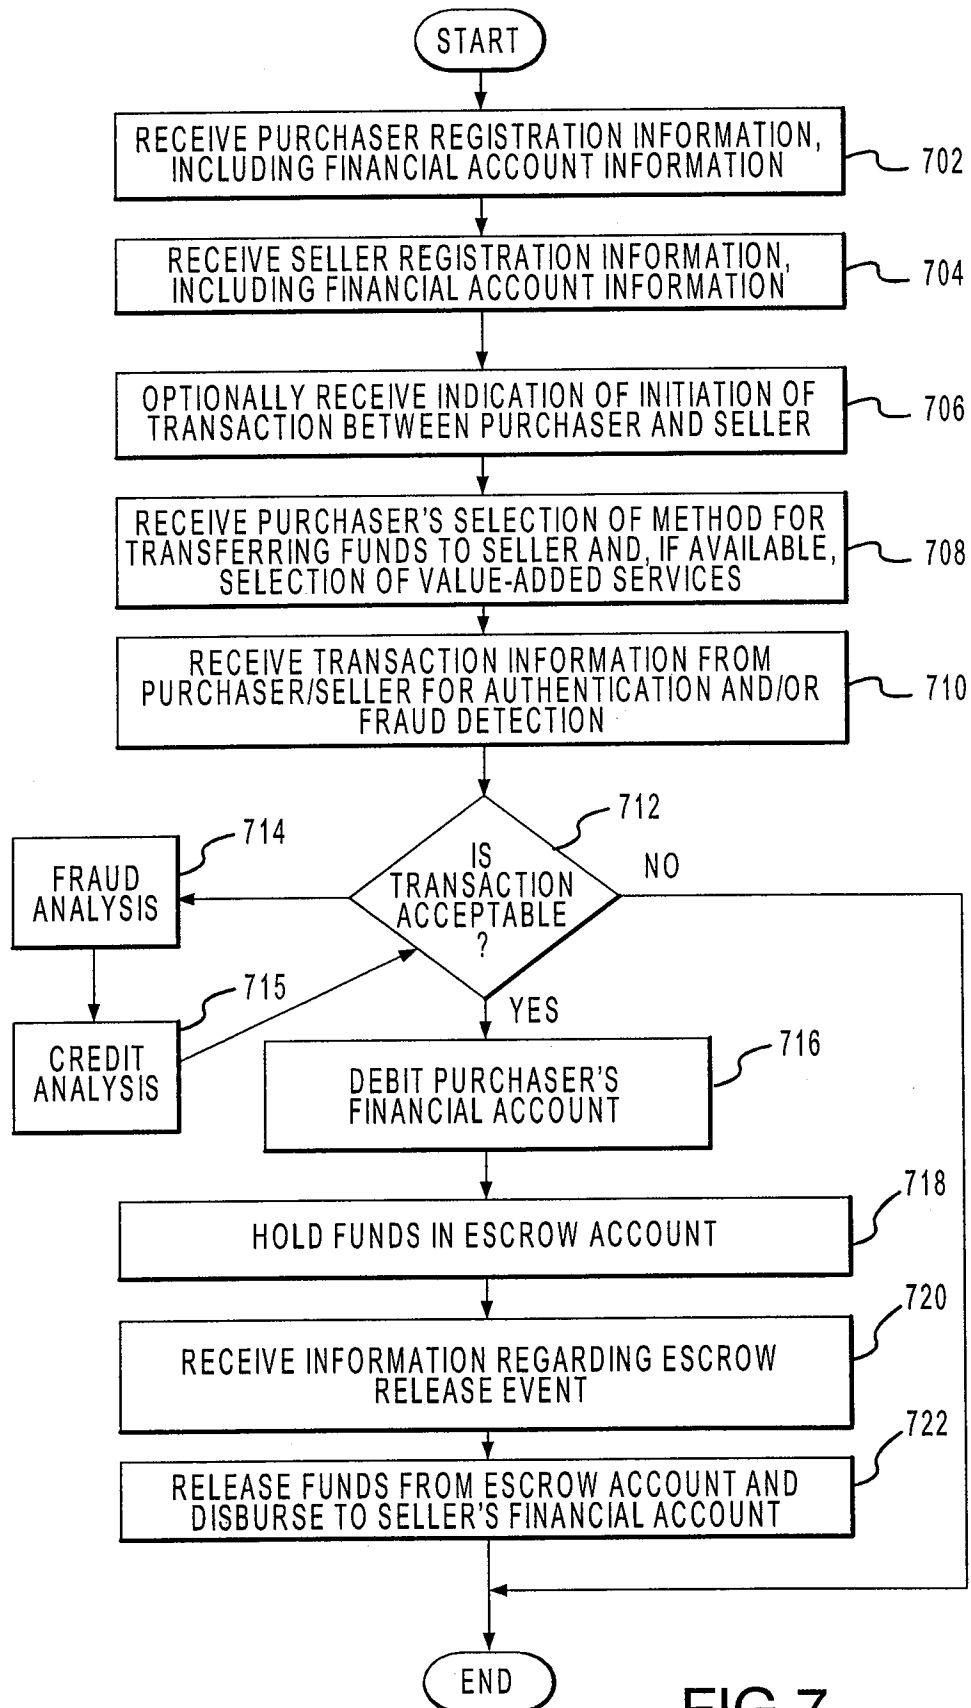 START
RECEIVE PURCHASER REGISTRATION INFORMATION,
INCLUDING FINANCIAL ACCOUNT INFORMATION
702
RECEIVE SELLER REGISTRATION INFORMATION,
INCLUDING FINANCIAL ACCOUNT INFORMATION
704
OPTIONALLY RECEIVE INDICATION OF INITIATION OF
TRANSACTION BETWEEN PURCHASER AND SELLER
706
RECEIVE PURCHASER'S SELECTION OF METHOD FOR
TRANSFERRING FUNDS TO SELLER AND, IF AVAILABLE,
SELECTION OF VALUE-ADDED SERVICES
708
RECEIVE TRANSACTION INFORMATION FROM
PURCHASER/SELLER FOR AUTHENTICATION AND/OR
FRAUD DETECTION
710
712
IS
TRANSACTION
ACCEPTABLE
?
NO
714
FRAUD
ANALYSIS
715
CREDIT
ANALYSIS
YES
716
DEBIT PURCHASER'S
FINANCIAL ACCOUNT
718
HOLD FUNDS IN ESCROW ACCOUNT
720
RECEIVE INFORMATION REGARDING ESCROW
RELEASE EVENT
722
RELEASE FUNDS FROM ESCROW ACCOUNT AND
DISBURSE TO SELLER'S FINANCIAL ACCOUNT
END
FIG.7